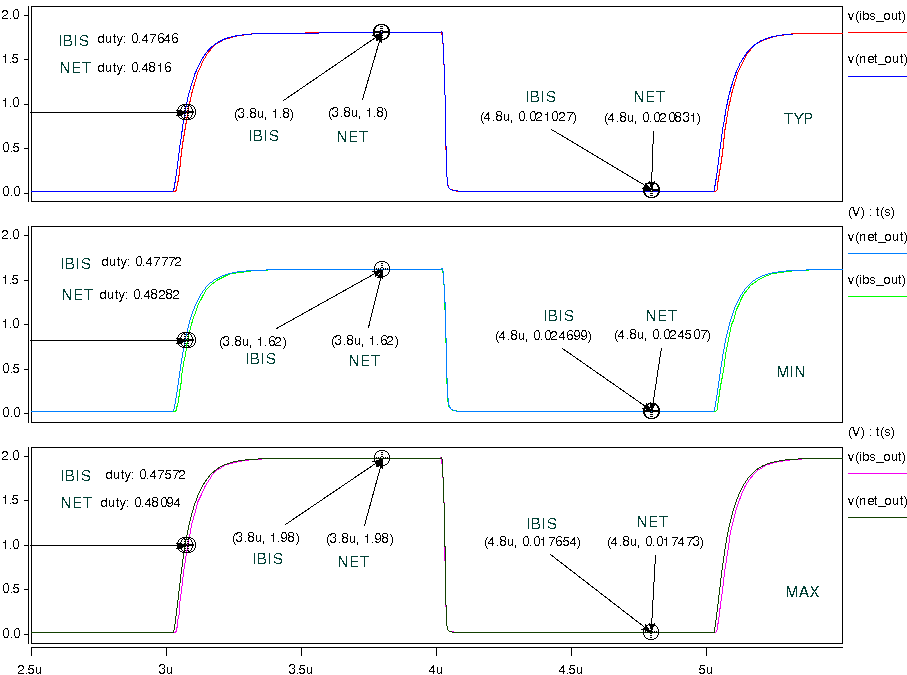 2.0
1.5
1.0
0.5
0.0
IBIS duty: 0.47646
NET duty: 0.4816
(3.8u, 1.8)
IBIS
(3.8u, 1.8)
NET
IBIS
(4.8u, 0.021027)
NET
(4.8u, 0.020831)
TYP
v(ibs_out)
v(net_out)
(V) : t(s)
2.0
1.5
1.0
0.5
0.0
IBIS duty: 0.47772
NET duty: 0.48282
(3.8u, 1.62)
IBIS
(3.8u, 1.62)
NET
IBIS
(4.8u, 0.024699)
NET
(4.8u, 0.024507)
MIN
v(net_out)
v(ibs_out)
(V) : t(s)
2.0
1.5
1.0
0.5
0.0
IBIS duty: 0.47572
NET duty: 0.48094
(3.8u, 1.98)
IBIS
(3.8u, 1.98)
NET
IBIS
(4.8u, 0.017654)
NET
(4.8u, 0.017473)
MAX
v(ibs_out)
v(net_out)
2.5u 3u 3.5u 4u 4.5u 5u